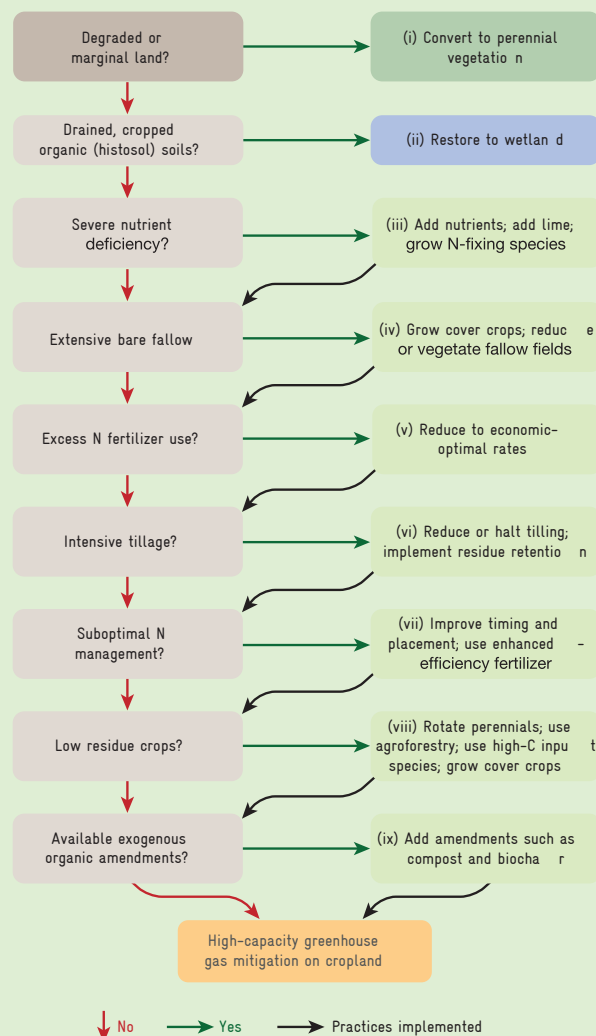 Degraded or
marginal land?
(i) Convert to perennial
vegetatio n
Drained, cropped
organic (histosol) soils?
(ii) Restore to wetlan d
Severe nutrient
deficiency?
(iii) Add nutrients; add lime;
grow N-fixing species
Extensive bare fallow
(iv) Grow cover crops; reduc e
or vegetate fallow fields
Excess N fertilizer use?
(v) Reduce to economic-
optimal rates
Intensive tillage?
(vi) Reduce or halt tilling;
implement residue retentio n
Suboptimal N
management?
(vii) Improve timing and
placement; use enhanced -
efficiency fertilizer
Low residue crops?
(viii) Rotate perennials; use
agroforestry; use high-C inpu t
species; grow cover crops
Available exogenous
organic amendments?
(ix) Add amendments such as
compost and biocha r
High-capacity greenhouse
gas mitigation on cropland
No
Yes
Practices implemented